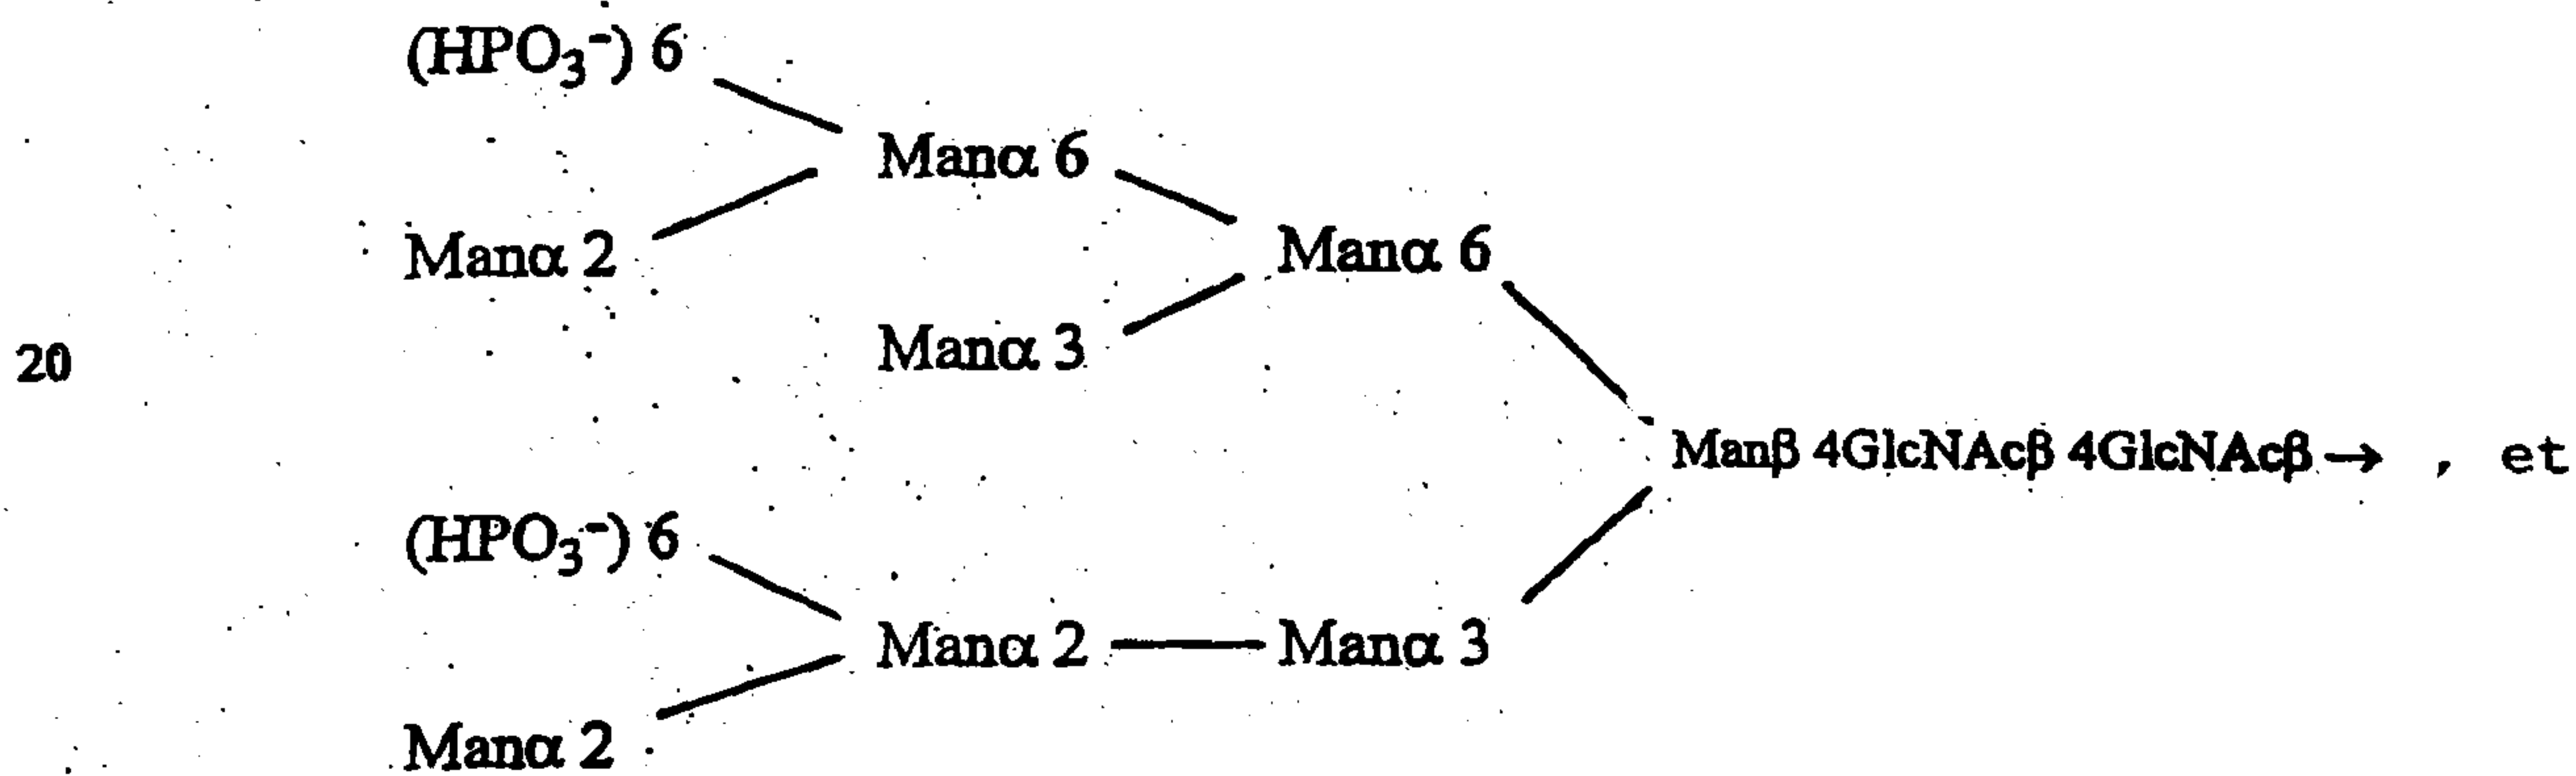 (HPO₃⁻) 6
Manα 6
Manα 2
Manα 6
Manα 3
20
Manβ 4GlcNAcβ 4GlcNAcβ → , et
(HPO₃⁻) 6
Manα 2 — Manα 3
Manα 2